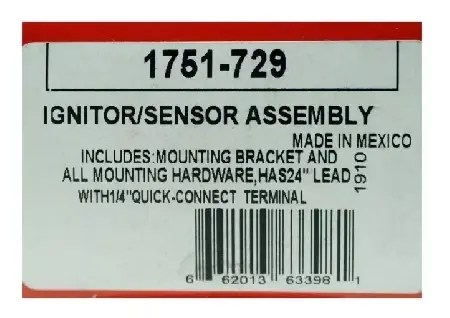 1751-729
IGNITOR/SENSOR ASSEMBLY
MADE IN MEXICO
INCLUDES:MOUNTING BRACKET AND
ALL MOUNTING HARDWARE,HAS24" LEAD
WITH1/4"QUICK-CONNECT TERMINAL
1910
6 62013 63398 1